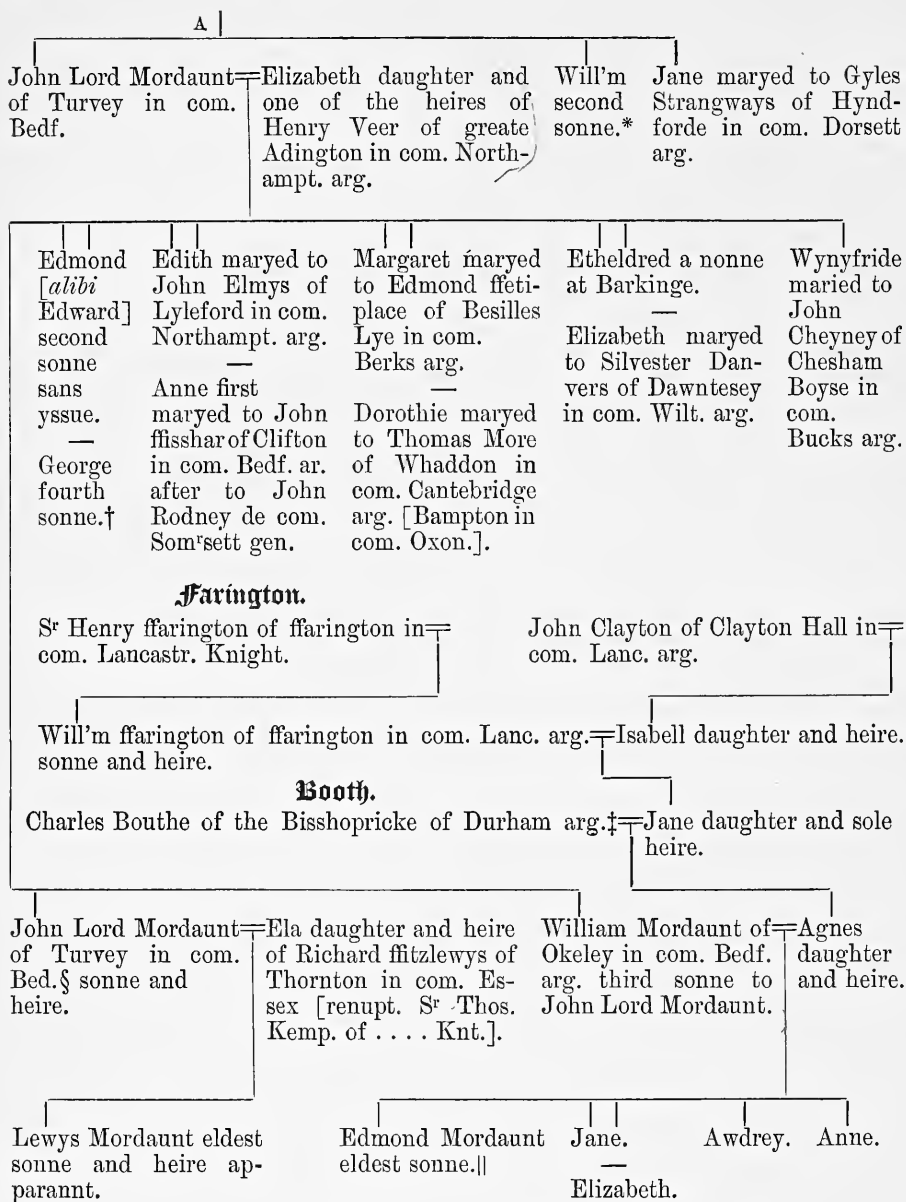 A
John Lord Mordaunt
of Turvey in com.
Bedf.
Elizabeth daughter and
one of the heires of
Henry Veer of greate
Adington in com. North-
ampt. arg.
Will'm
second
sonne.*
Jane maryed to Gyles
Strangways of Hynd-
forde in com. Dorsett
arg.
Edmond
[alibi
Edward]
second
sonne
sans
yssue.
—
George
fourth
sonne.†
Edith maryed to
John Elmys of
Lyleford in com.
Northampt. arg.
—
Anne first
maryed to John
ffisshar of Clifton
in com. Bedf. ar.
after to John
Rodney de com.
Somʳsett gen.
Margaret maryed
to Edmond ffeti-
place of Besilles
Lye in com.
Berks arg.
—
Dorothie maryed
to Thomas More
of Whaddon in
com. Cantebridge
arg. [Bampton in
com. Oxon.].
Etheldred a nonne
at Barkinge.
—
Elizabeth maryed
to Silvester Dan-
vers of Dawntesey
in com. Wilt. arg.
Wynyfride
maried to
John
Cheyney of
Chesham
Boyse in
com.
Bucks arg.
Farington.
Sʳ Henry ffarington of ffarington in
com. Lancastr. Knight.
John Clayton of Clayton Hall in
com. Lanc. arg.
Will'm ffarington of ffarington in com. Lanc. arg.
sonne and heire.
Isabell daughter and heire.
Booth.
Charles Bouthe of the Bisshopricke of Durham arg.‡
Jane daughter and sole
heire.
John Lord Mordaunt
of Turvey in com.
Bed.§ sonne and
heire.
Ela daughter and heire
of Richard ffitzlewys of
Thornton in com. Es-
sex [renupt. Sʳ Thos.
Kemp. of . . . . Knt.].
William Mordaunt of
Okeley in com. Bedf.
arg. third sonne to
John Lord Mordaunt.
Agnes
daughter
and heire.
Lewys Mordaunt eldest
sonne and heire ap-
parannt.
Edmond Mordaunt
eldest sonne.||
Jane.
—
Elizabeth.
Awdrey.
Anne.